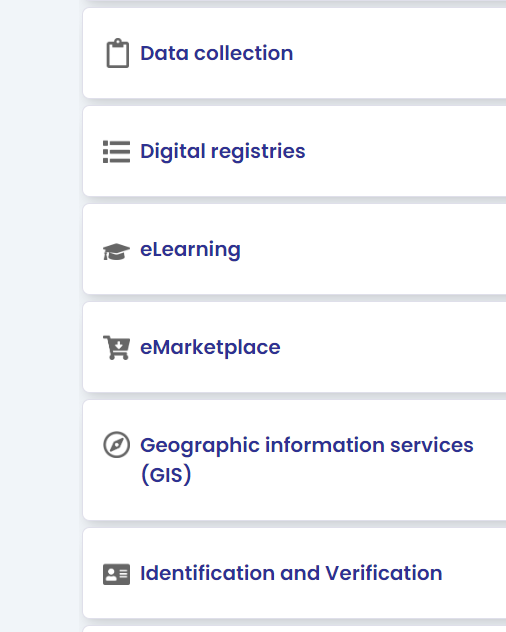 Data collection
Digital registries
eLearning
eMarketplace
Geographic information services
(GIS)
Identification and Verification